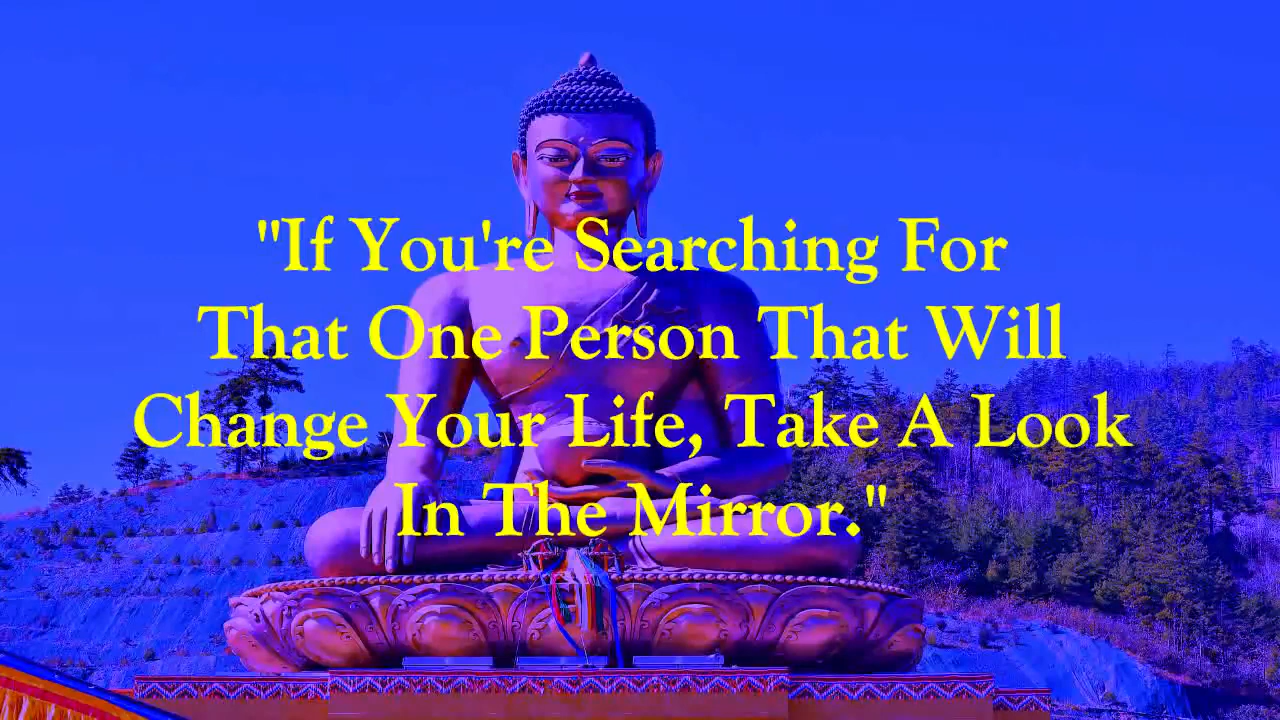 "If You're Searching For
That One Person That Will
Change Your Life, Take A Look
In The Mirror."